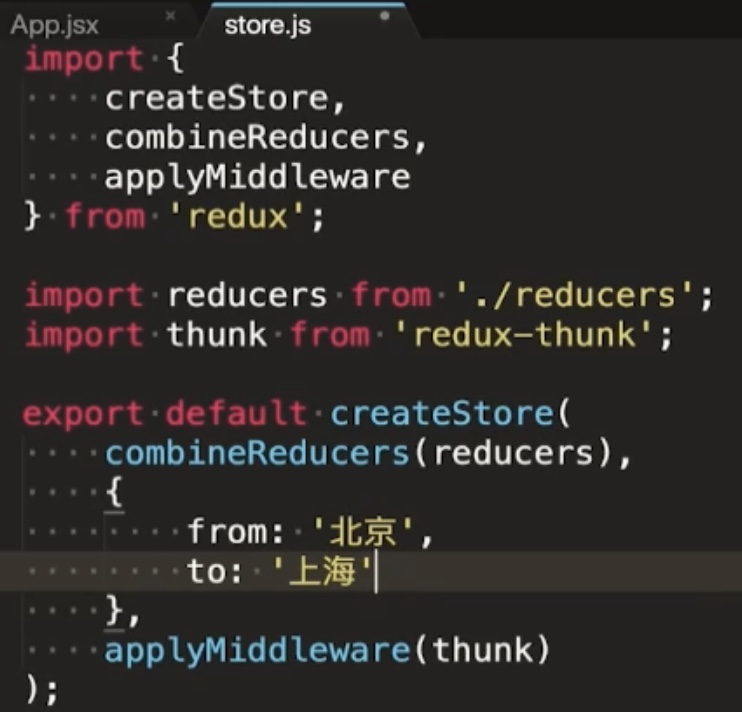 App.jsx × store.js
import {
    createStore,
    combineReducers,
    applyMiddleware
} from 'redux';
import reducers from './reducers';
import thunk from 'redux-thunk';
export default createStore(
    combineReducers(reducers),
    {
        from: '北京',
        to: '上海'
    },
    applyMiddleware(thunk)
);